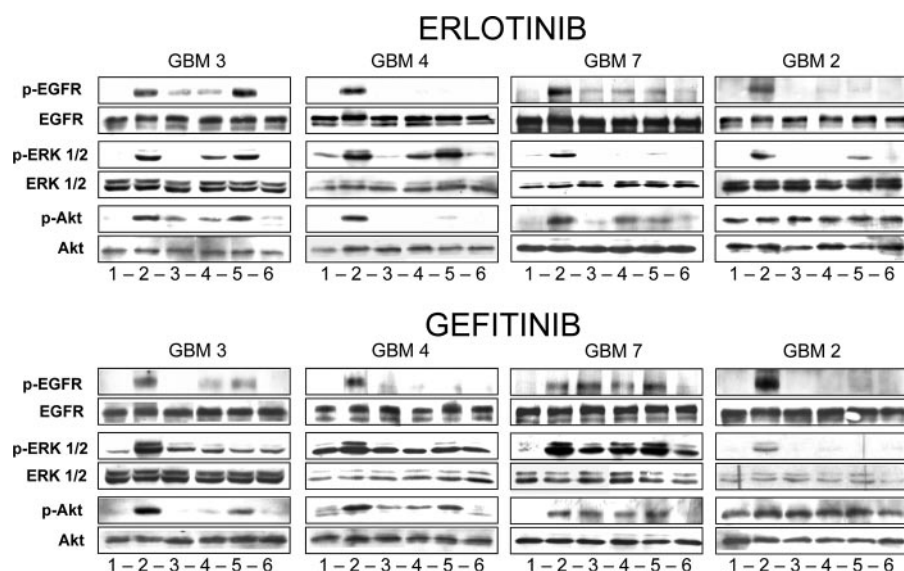 ERLOTINIB
GBM 3 GBM 4 GBM 7 GBM 2
p-EGFR
EGFR
p-ERK 1/2
ERK 1/2
p-Akt
Akt
1 – 2 – 3 – 4 – 5 – 6 1 – 2 – 3 – 4 – 5 – 6 1 – 2 – 3 – 4 – 5 – 6 1 – 2 – 3 – 4 – 5 – 6
GEFITINIB
GBM 3 GBM 4 GBM 7 GBM 2
p-EGFR
EGFR
p-ERK 1/2
ERK 1/2
p-Akt
Akt
1 – 2 – 3 – 4 – 5 – 6 1 – 2 – 3 – 4 – 5 – 6 1 – 2 – 3 – 4 – 5 – 6 1 – 2 – 3 – 4 – 5 – 6